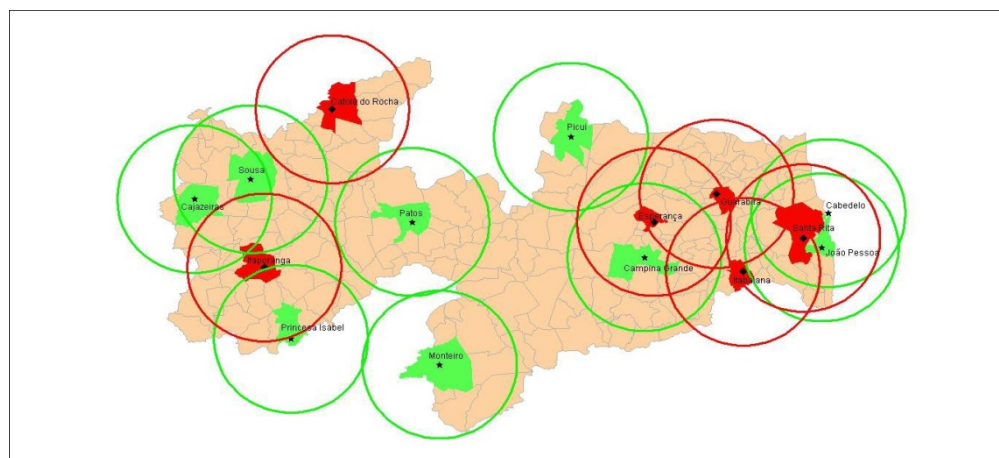 Catolé do Rocha
Picuí
Sousa
Cajazeiras
Patos
Esperança
Guarabira
Cabedelo
Santa Rita
João Pessoa
Itaporanga
Campina Grande
Itabaiana
Princesa Isabel
Monteiro